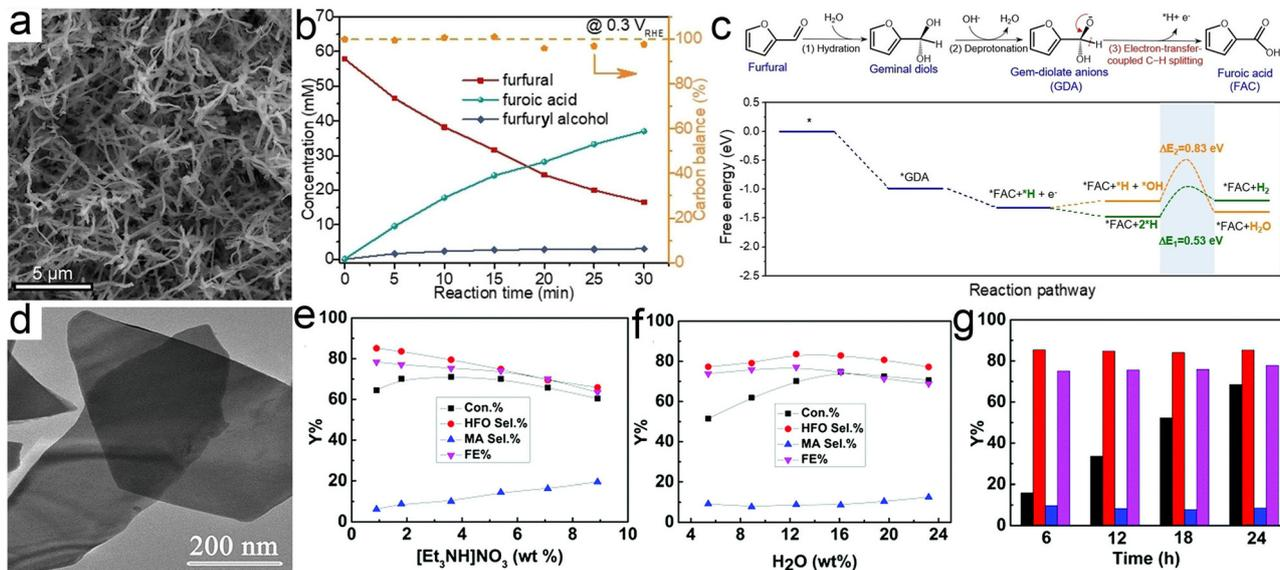 a
5 µm
b
@ 0.3 V RHE
70
60
50
40
30
20
10
0
Concentration (mM)
furfural
furoic acid
furfuryl alcohol
100
80
60
40
20
0
Carbon balance (%)
0 5 10 15 20 25 30
Reaction time (min)
c
H₂O
(1) Hydration
OH⁻ H₂O
(2) Deprotonation
*H+ e⁻
(3) Electron-transfer-
coupled C−H splitting
O
O
OH
H
OH
O
Ō
H
OH
O
O
OH
Furfural
Geminal diols
Gem-diolate anions
(GDA)
Furoic acid
(FAC)
0.5
0.0
-0.5
-1.0
-1.5
-2.0
-2.5
Free energy (eV)
*
*GDA
*FAC+*H + e⁻
*FAC+*H + *OH
*FAC+2*H
ΔE₂=0.83 eV
ΔE₁=0.53 eV
*FAC+H₂
*FAC+H₂O
Reaction pathway
d
200 nm
e
100
80
60
40
20
0
Y%
Con.%
HFO Sel.%
MA Sel.%
FE%
0 2 4 6 8 10
[Et₃NH]NO₃ (wt %)
f
100
80
60
40
20
0
Y%
Con.%
HFO Sel.%
MA Sel.%
FE%
4 8 12 16 20 24
H₂O (wt%)
g
100
80
60
40
20
0
Y%
6 12 18 24
Time (h)